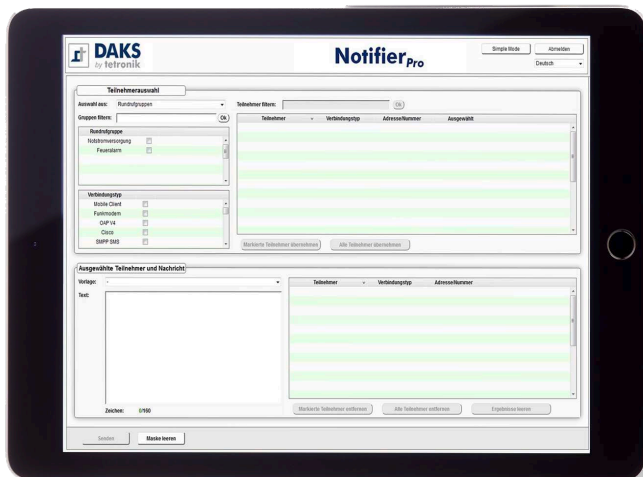 DAKS
by tetronik
Notifier Pro
Simple Mode
Abmelden
Deutsch
Teilnehmerauswahl
Auswahl aus: Rundrufgruppen
Gruppen filtern: Ok
Rundrufgruppe
Notstromversorgung
Feueralarm
Verbindungstyp
Mobile Client
Funkmodem
OAP V4
Cisco
SMPP SMS
Teilnehmer filtern: Ok
Teilnehmer Verbindungstyp Adresse/Nummer Ausgewählt
Markierte Teilnehmer übernehmen Alle Teilnehmer übernehmen
Ausgewählte Teilnehmer und Nachricht
Vorlage: -
Text:
Zeichen: 0/160
Teilnehmer Verbindungstyp Adresse/Nummer
Markierte Teilnehmer entfernen Alle Teilnehmer entfernen Ergebnisse leeren
Senden Maske leeren